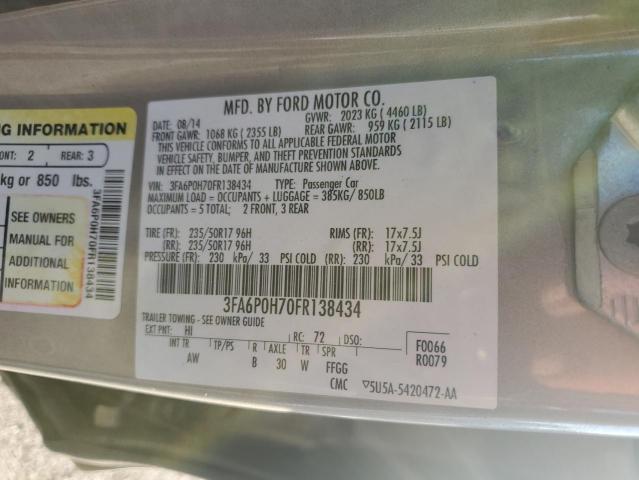 NG INFORMATION
ONT: 2 REAR: 3
kg or 850 lbs.
SEE OWNERS
MANUAL FOR
ADDITIONAL
INFORMATION
3FA6P0H70FR138434
MFD. BY FORD MOTOR CO.
DATE: 08/14 GVWR: 2023 KG ( 4460 LB)
FRONT GAWR: 1068 KG ( 2355 LB) REAR GAWR: 959 KG ( 2115 LB)
THIS VEHICLE CONFORMS TO ALL APPLICABLE FEDERAL MOTOR
VEHICLE SAFETY, BUMPER, AND THEFT PREVENTION STANDARDS IN
EFFECT ON THE DATE OF MANUFACTURE SHOWN ABOVE.
VIN: 3FA6P0H70FR138434 TYPE: Passenger Car
MAXIMUM LOAD = OCCUPANTS + LUGGAGE = 385KG/ 850LB
OCCUPANTS = 5 TOTAL; 2 FRONT, 3 REAR
TIRE (FR): 235/50R17 96H RIMS (FR): 17x7.5J
(RR): 235/50R17 96H (RR): 17x7.5J
PRESSURE (FR): 230 kPa/ 33 PSI COLD (RR): 230 kPa/ 33 PSI COLD
3FA6P0H70FR138434
TRAILER TOWING - SEE OWNER GUIDE
EXT PNT: HI RC: 72 DSO: F0066
INT TR TP/PS R AXLE TR SPR R0079
AW B 30 W FFGG
CMC ▽5U5A-5420472-AA